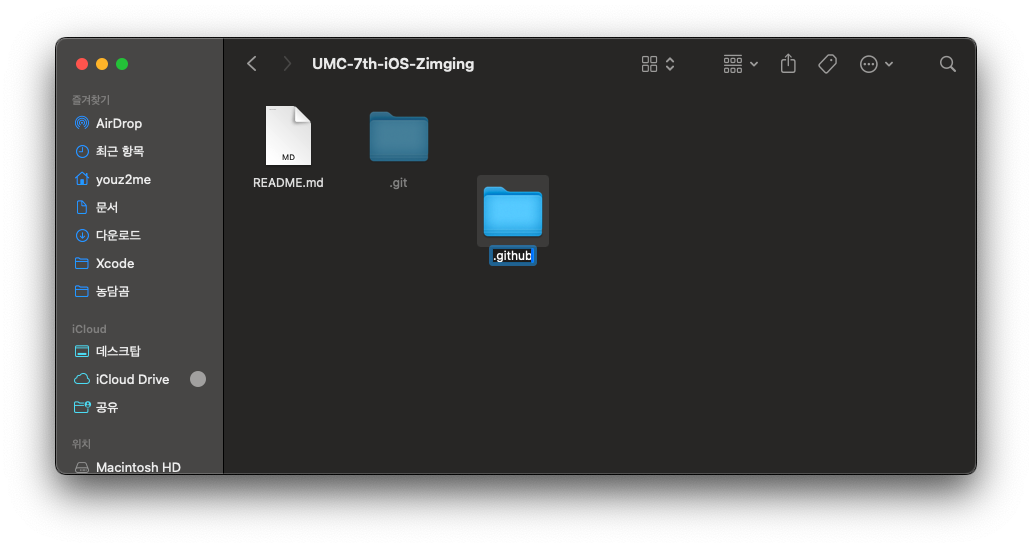 UMC-7th-iOS-Zimging
즐겨찾기
AirDrop
최근 항목
youz2me
문서
다운로드
Xcode
농담곰
iCloud
데스크탑
iCloud Drive
공유
위치
Macintosh HD
MD
README.md
.git
.github